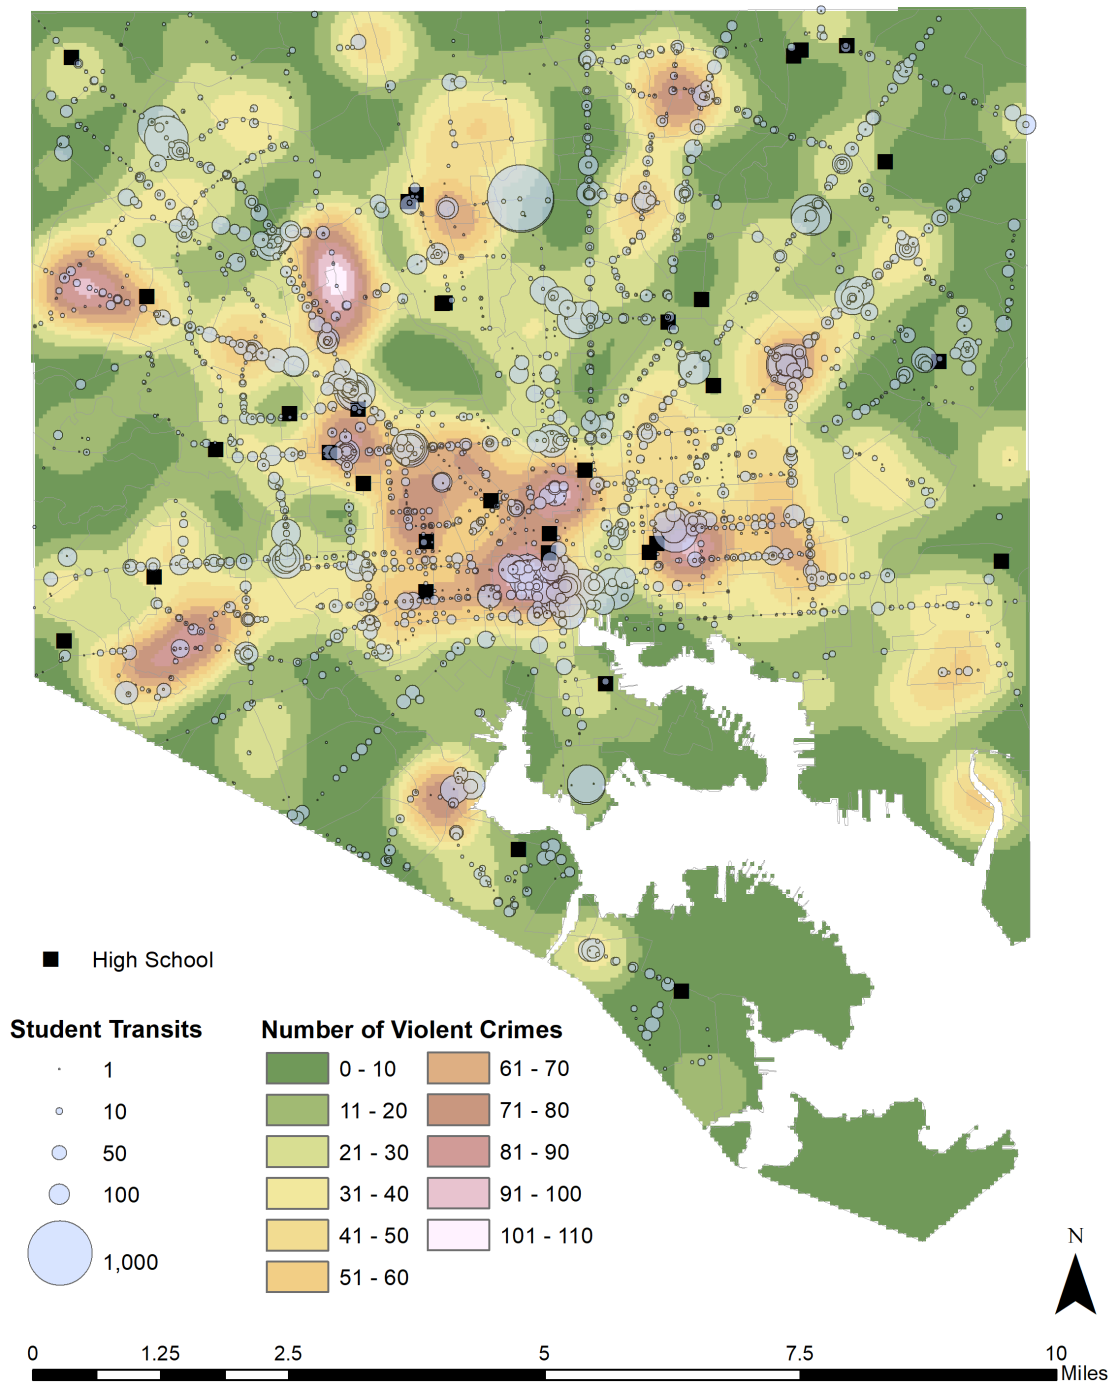 High School
Student Transits
1
10
50
100
1,000
Number of Violent Crimes
0 - 10
11 - 20
21 - 30
31 - 40
41 - 50
51 - 60
61 - 70
71 - 80
81 - 90
91 - 100
101 - 110
N
0 1.25 2.5 5 7.5 10
Miles